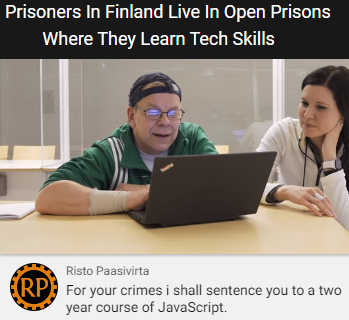 Prisoners In Finland Live In Open Prisons
Where They Learn Tech Skills
ThinkPad
RP
Risto Paasivirta
For your crimes i shall sentence you to a two
year course of JavaScript.